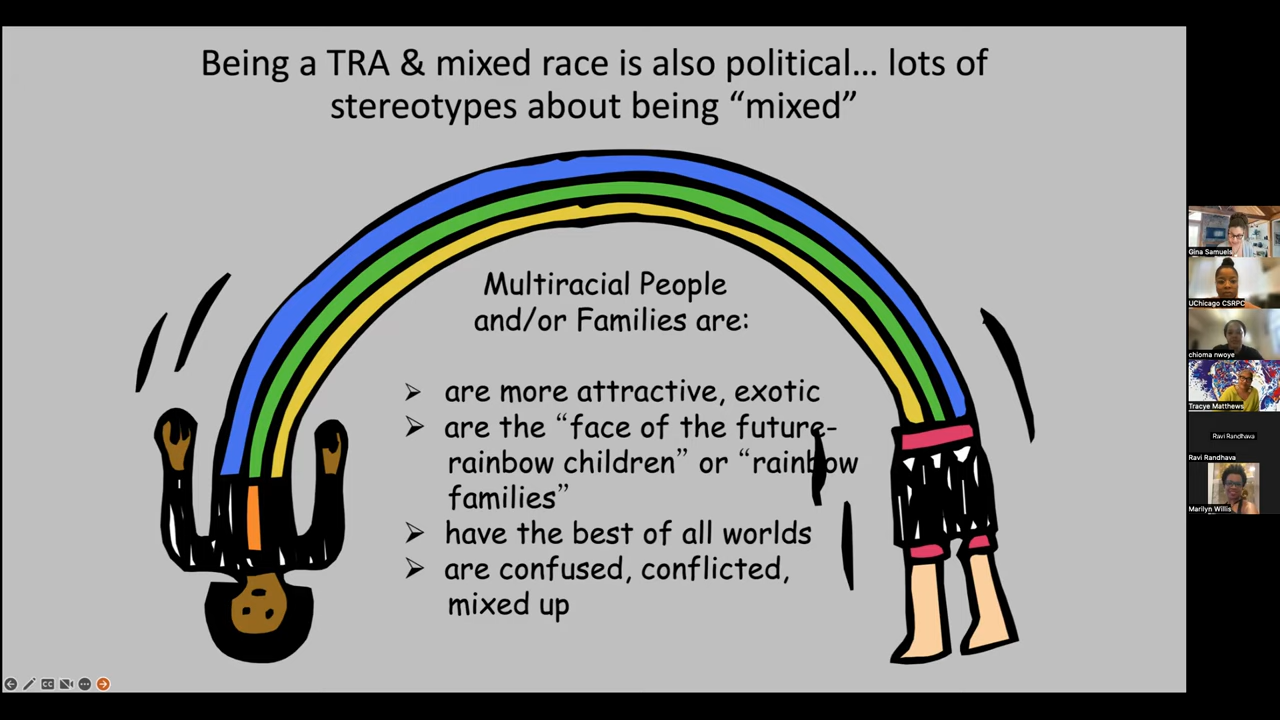 Being a TRA & mixed race is also political… lots of
stereotypes about being “mixed”
Multiracial People
and/or Families are:
➢ are more attractive, exotic
➢ are the “face of the future-
rainbow children” or “rainbow
families”
➢ have the best of all worlds
➢ are confused, conflicted,
mixed up
Gina Samuels
UChicago CSRPC
chioma nwoye
Tracye Matthews
Ravi Randhava
Ravi Randhava
Marilyn Willis
CC